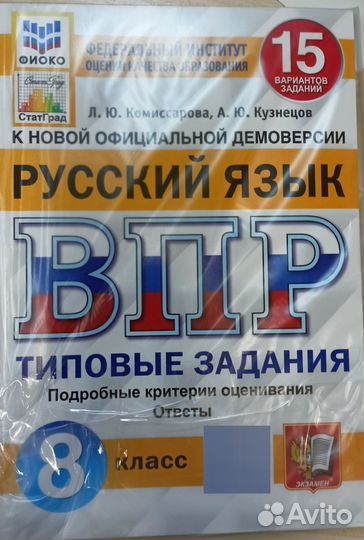 ФИОКО
СтатГрад
СтатГрад
ФЕДЕРАЛЬНЫЙ ИНСТИТУТ
ОЦЕНКИ КАЧЕСТВА ОБРАЗОВАНИЯ
15
ВАРИАНТОВ
ЗАДАНИЙ
Л. Ю. Комиссарова, А. Ю. Кузнецов
К НОВОЙ ОФИЦИАЛЬНОЙ ДЕМОВЕРСИИ
РУССКИЙ ЯЗЫК
ВПР
ТИПОВЫЕ ЗАДАНИЯ
Подробные критерии оценивания
Ответы
8 класс
ЭКЗАМЕН
Avito